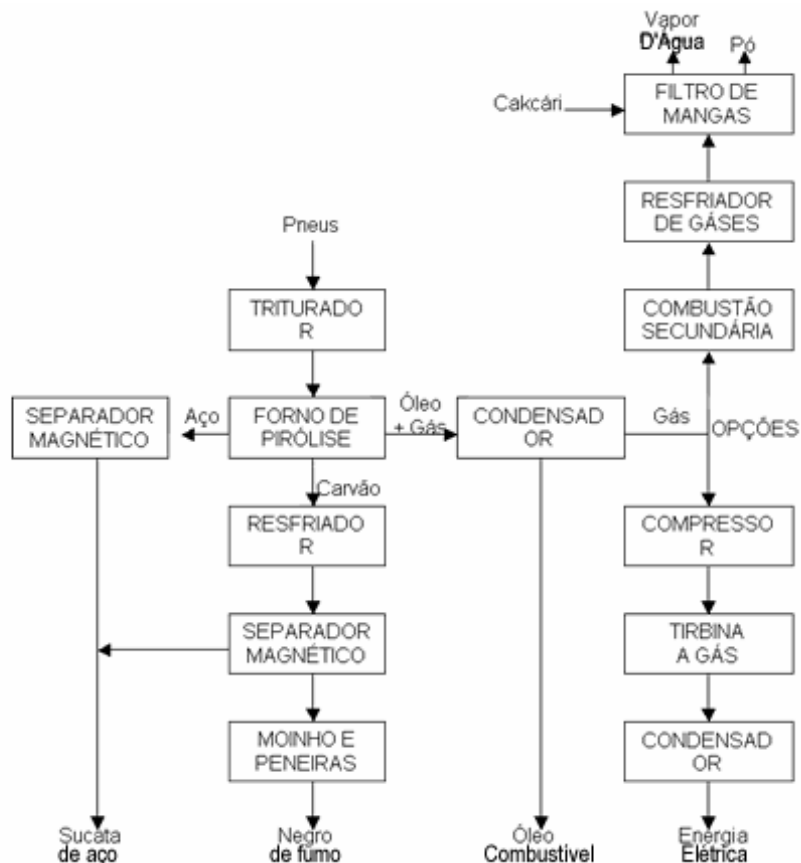 Vapor
D'Água
Pó
Cakcári
FILTRO DE
MANGAS
RESFRIADOR
DE GÁSES
Pneus
TRITURADO
R
COMBUSTÃO
SECUNDÁRIA
SEPARADOR
MAGNÉTICO
Aço
FORNO DE
PIRÓLISE
Óleo
+ Gás
CONDENSAD
OR
Gás
OPÇÕES
Carvão
RESFRIADO
R
COMPRESSO
R
SEPARADOR
MAGNÉTICO
TIRBINA
A GÁS
MOINHO E
PENEIRAS
CONDENSAD
OR
Sucata
de aço
Negro
de fumo
Óleo
Combustível
Energia
Elétrica